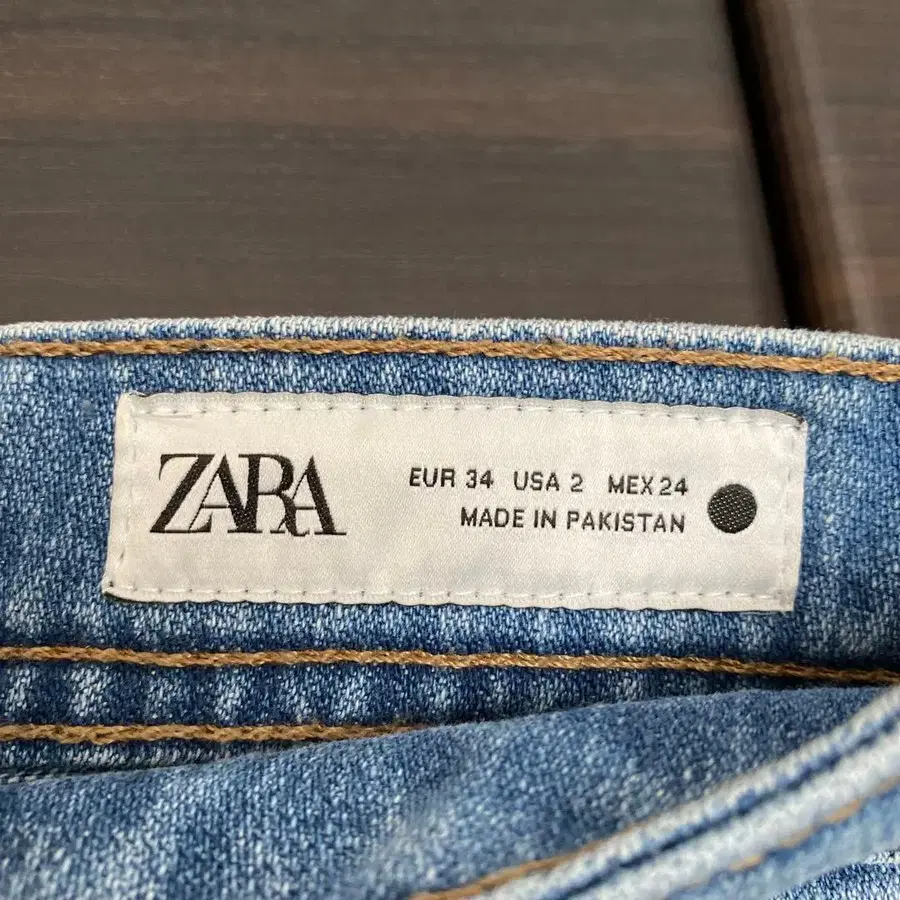 ZARA
EUR 34 USA 2 MEX 24
MADE IN PAKISTAN